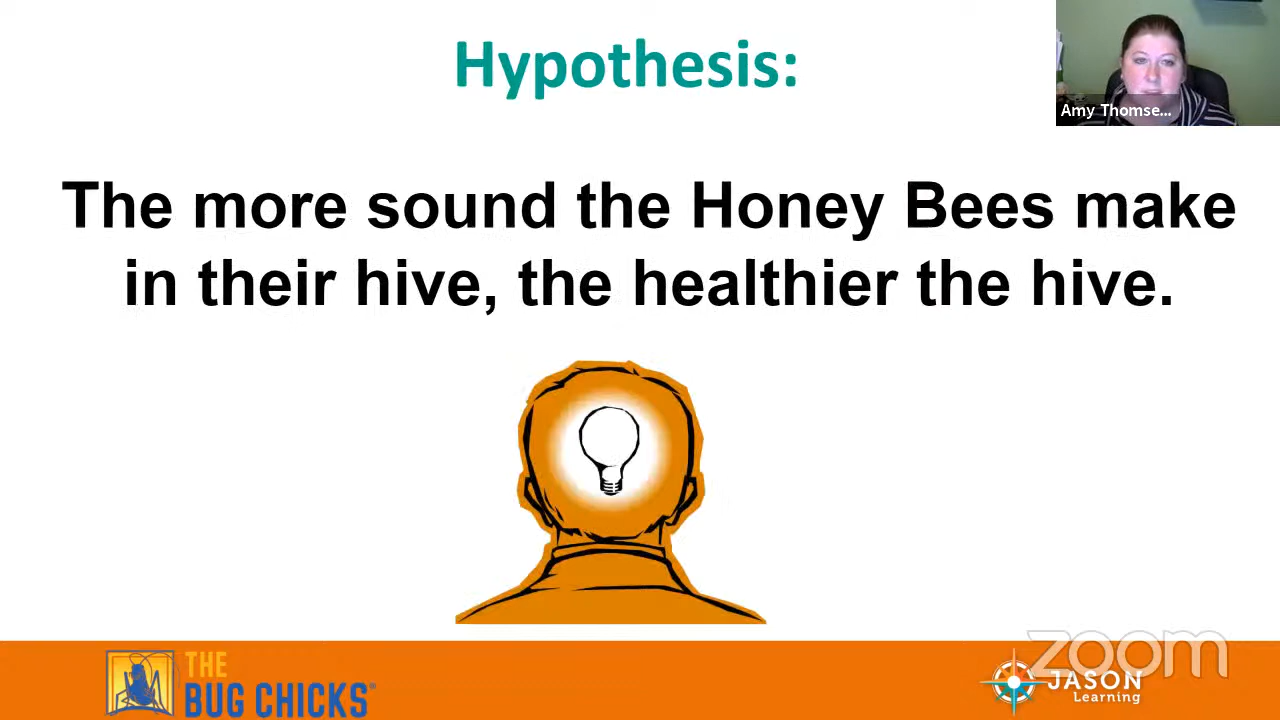 Hypothesis:
Amy Thomse...
The more sound the Honey Bees make
in their hive, the healthier the hive.
THE
BUG CHICKS
zoom
JASON
Learning